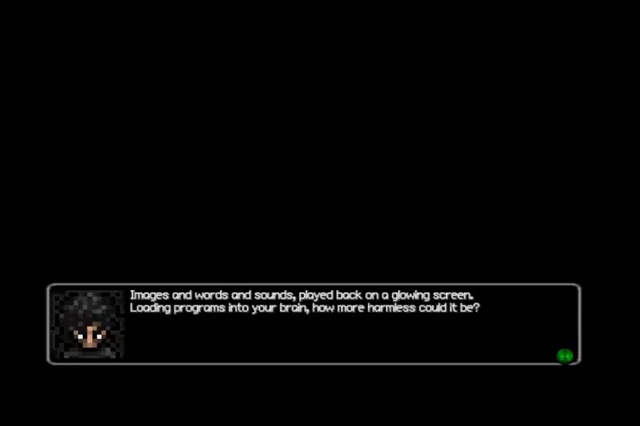 Images and words and sounds, played back on a glowing screen.
Loading programs into your brain, how more harmless could it be?